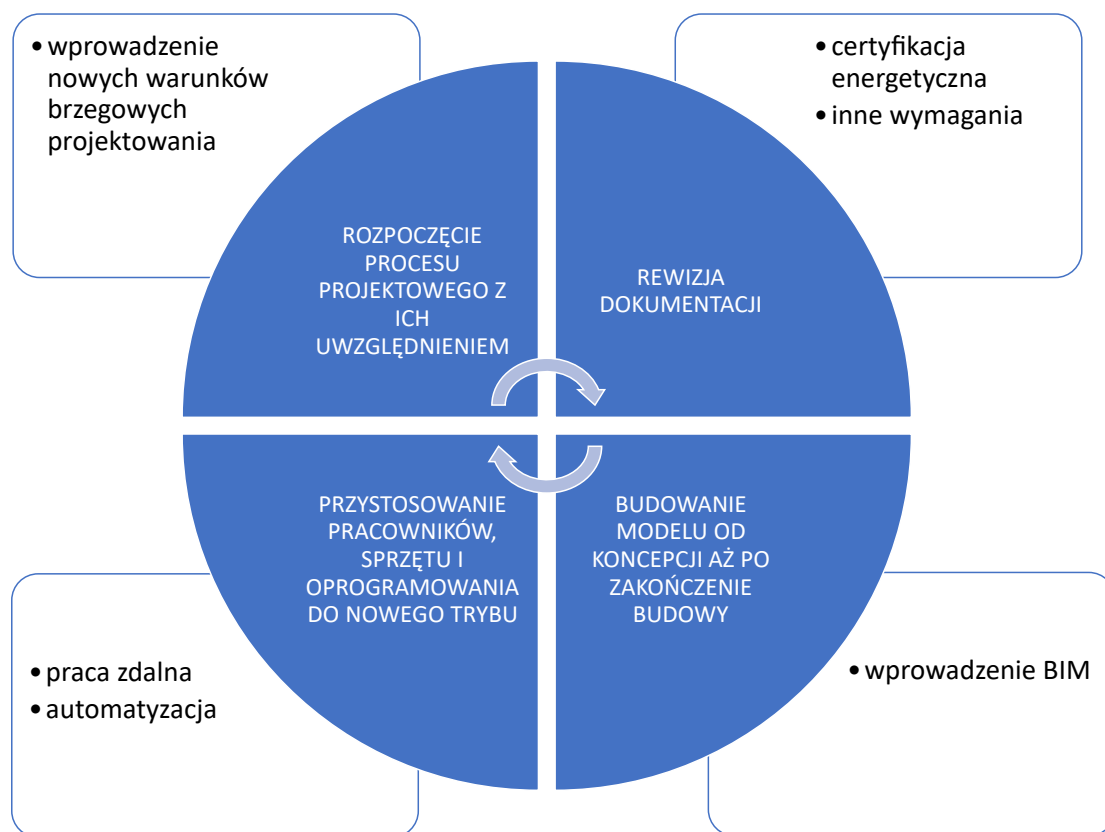 • wprowadzenie
nowych warunków
brzegowych
projektowania
• certyfikacja
energetyczna
• inne wymagania
ROZPOCZĘCIE
PROCESU
PROJEKTOWEGO Z
ICH
UWZGLĘDNIENIEM
REWIZJA
DOKUMENTACJI
PRZYSTOSOWANIE
PRACOWNIKÓW,
SPRZĘTU I
OPROGRAMOWANIA
DO NOWEGO TRYBU
BUDOWANIE
MODELU OD
KONCEPCJI AŻ PO
ZAKOŃCZENIE
BUDOWY
• praca zdalna
• automatyzacja
• wprowadzenie BIM